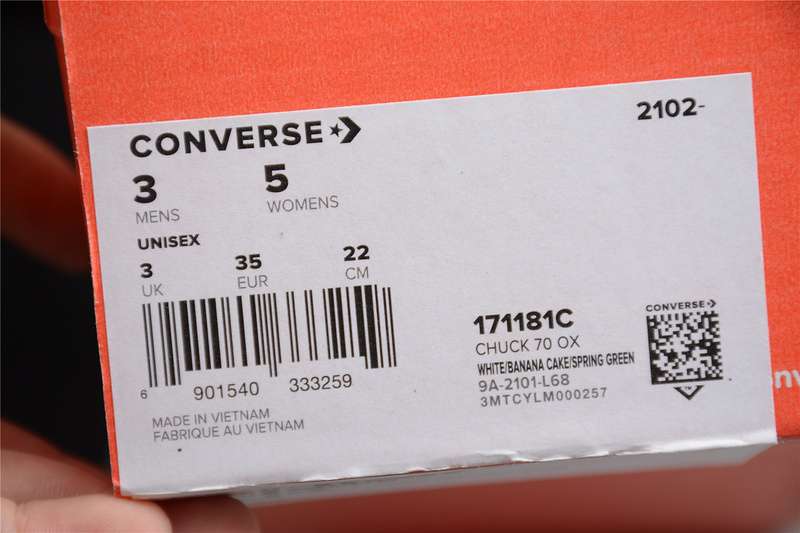 CONVERSE
2102-
3 5
MENS WOMENS
UNISEX
3 35 22
UK EUR CM
6 901540 333259
MADE IN VIETNAM
FABRIQUE AU VIETNAM
171181C
CHUCK 70 OX
WHITE/BANANA CAKE/SPRING GREEN
9A-2101-L68
3MTCYLM000257
CONVERSE